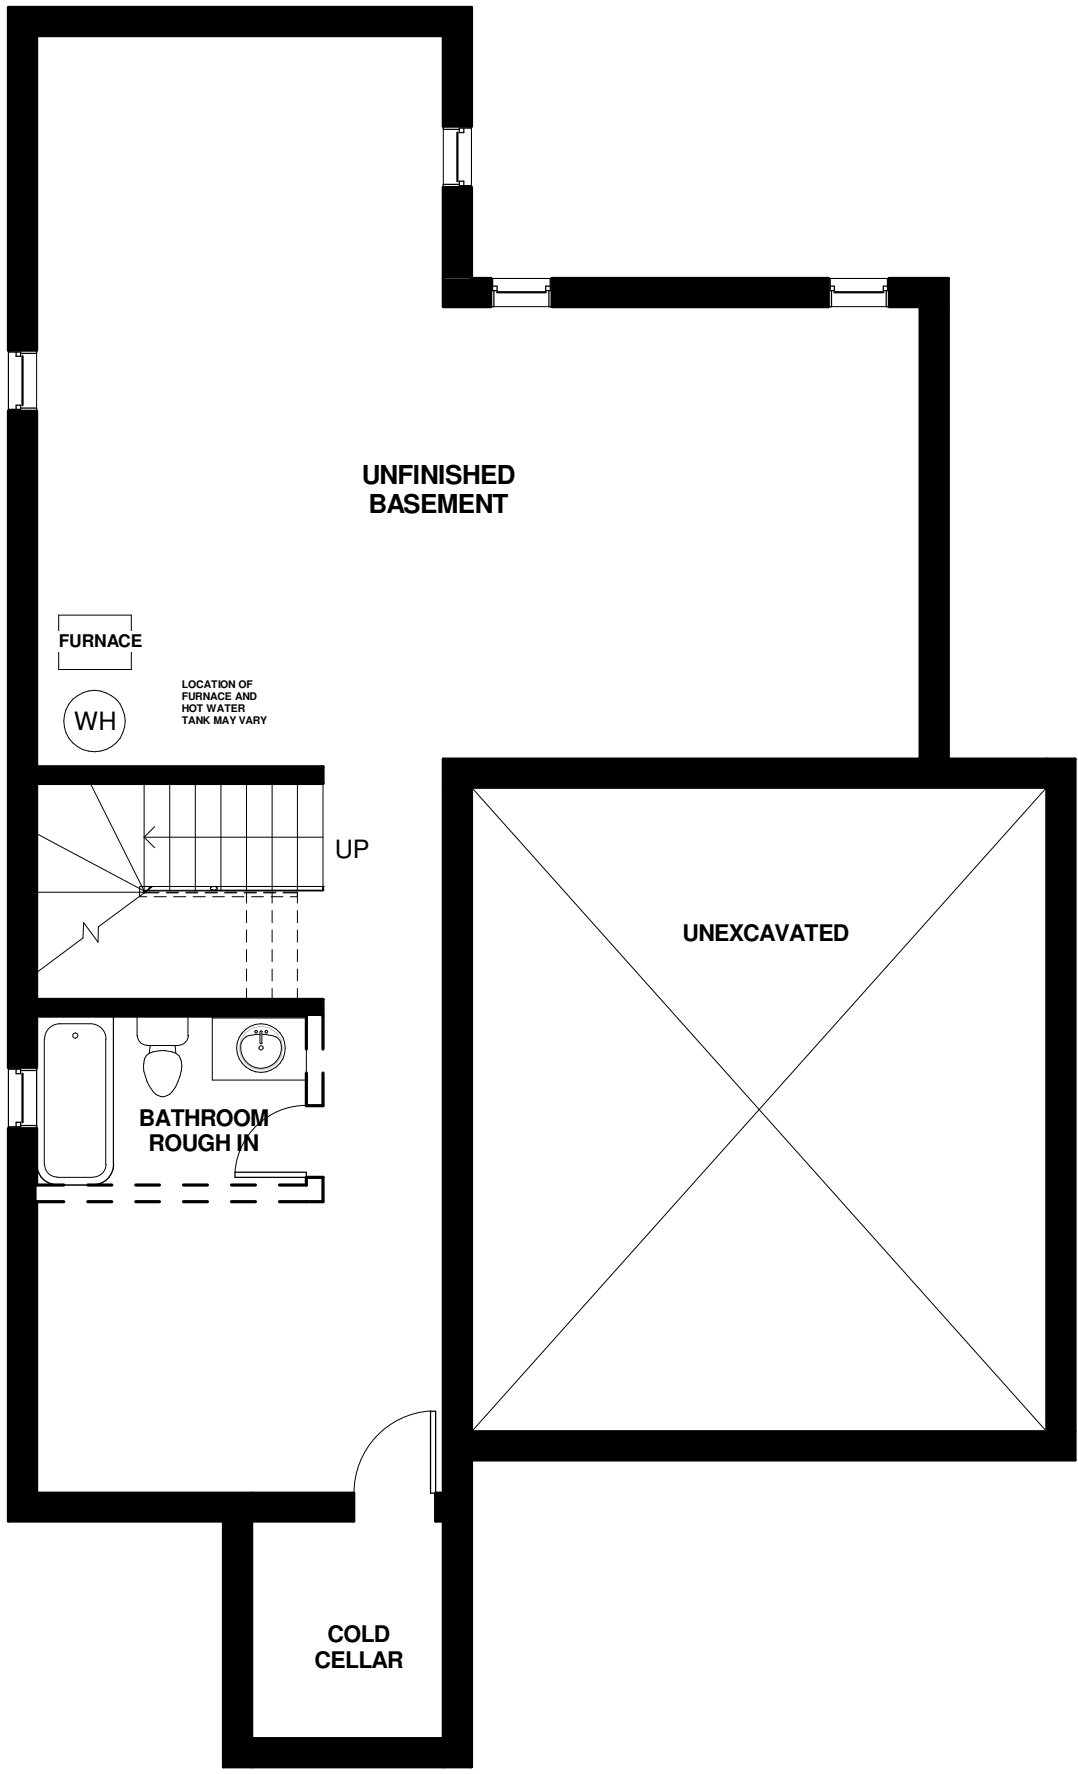 UNFINISHED
BASEMENT
FURNACE
LOCATION OF
FURNACE AND
HOT WATER
TANK MAY VARY
WH
UP
UNEXCAVATED
BATHROOM
ROUGH IN
COLD
CELLAR